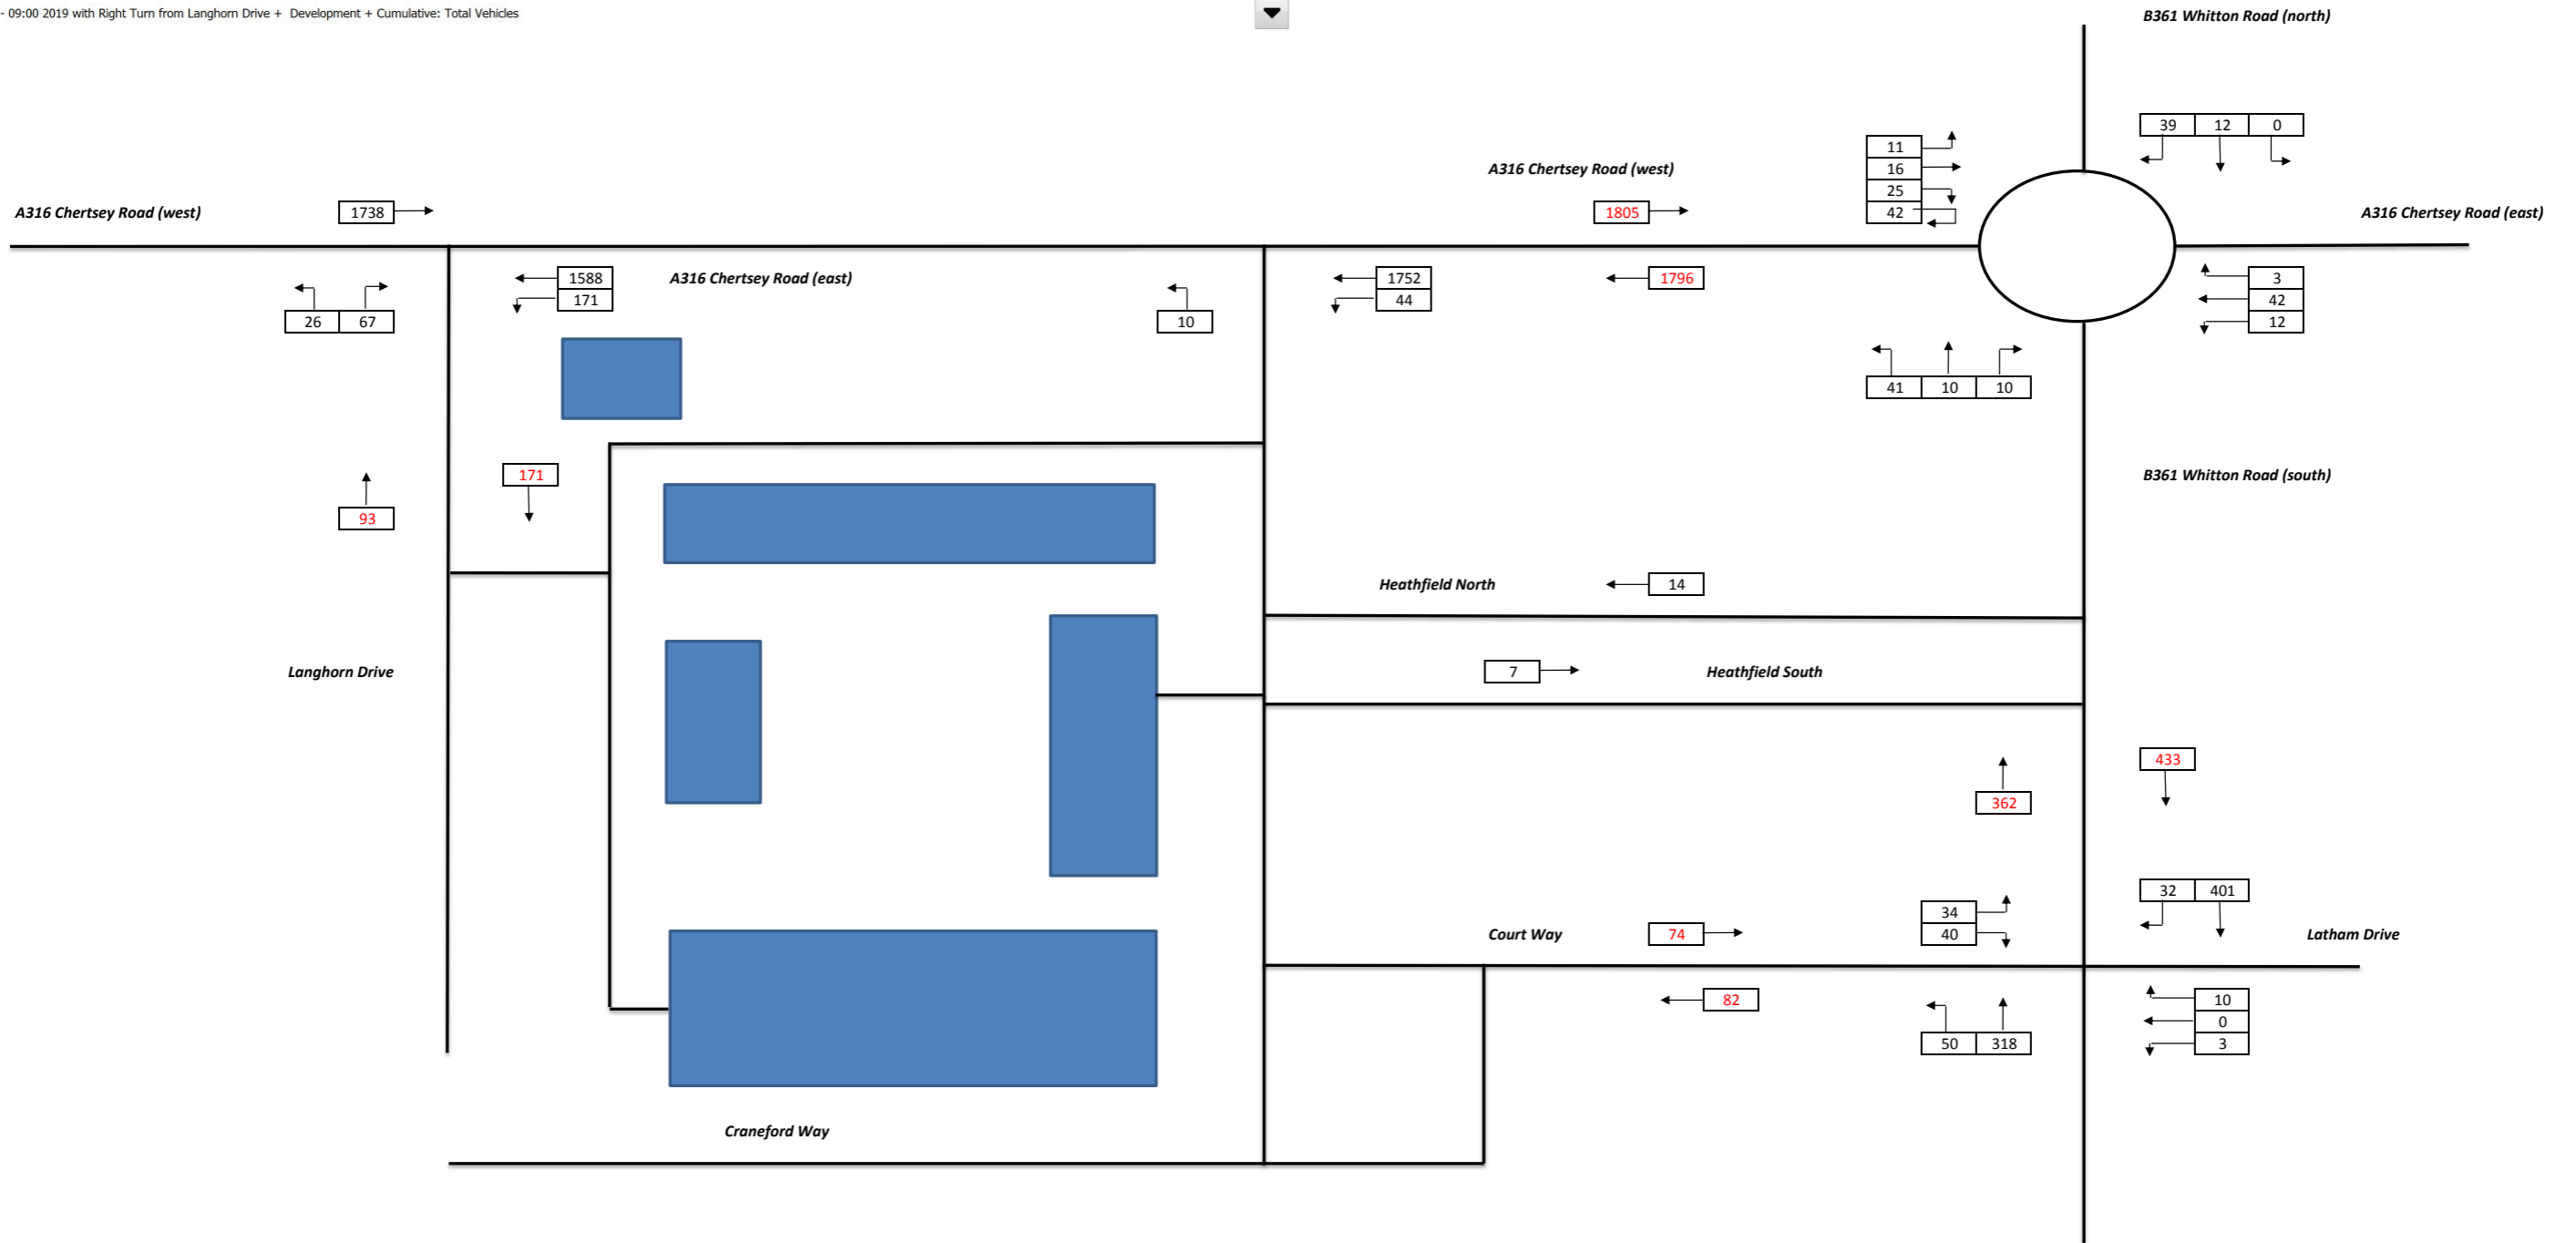 - 09:00 2019 with Right Turn from Langhorn Drive + Development + Cumulative: Total Vehicles
B361 Whitton Road (north)
39 12 0
11
A316 Chertsey Road (west)
16
25
A316 Chertsey Road (west)
1738
1805
42
A316 Chertsey Road (east)
1588
A316 Chertsey Road (east)
1752
1796
3
171
44
42
26 67
10
12
41 10 10
171
B361 Whitton Road (south)
93
Heathfield North
14
Langhorn Drive
7
Heathfield South
433
362
32 401
34
Court Way
74
40
Latham Drive
82
10
0
50 318
3
Craneford Way